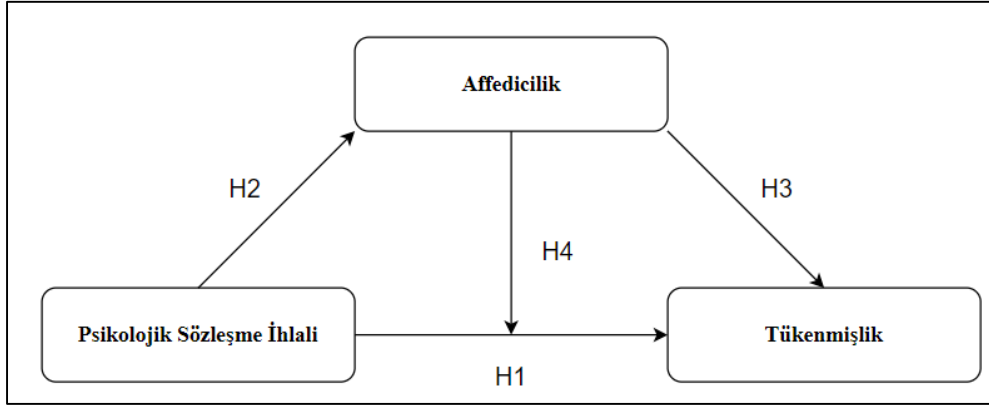 Affedicilik
H2
H3
H4
Psikolojik Sözleşme İhlali
Tükenmişlik
H1